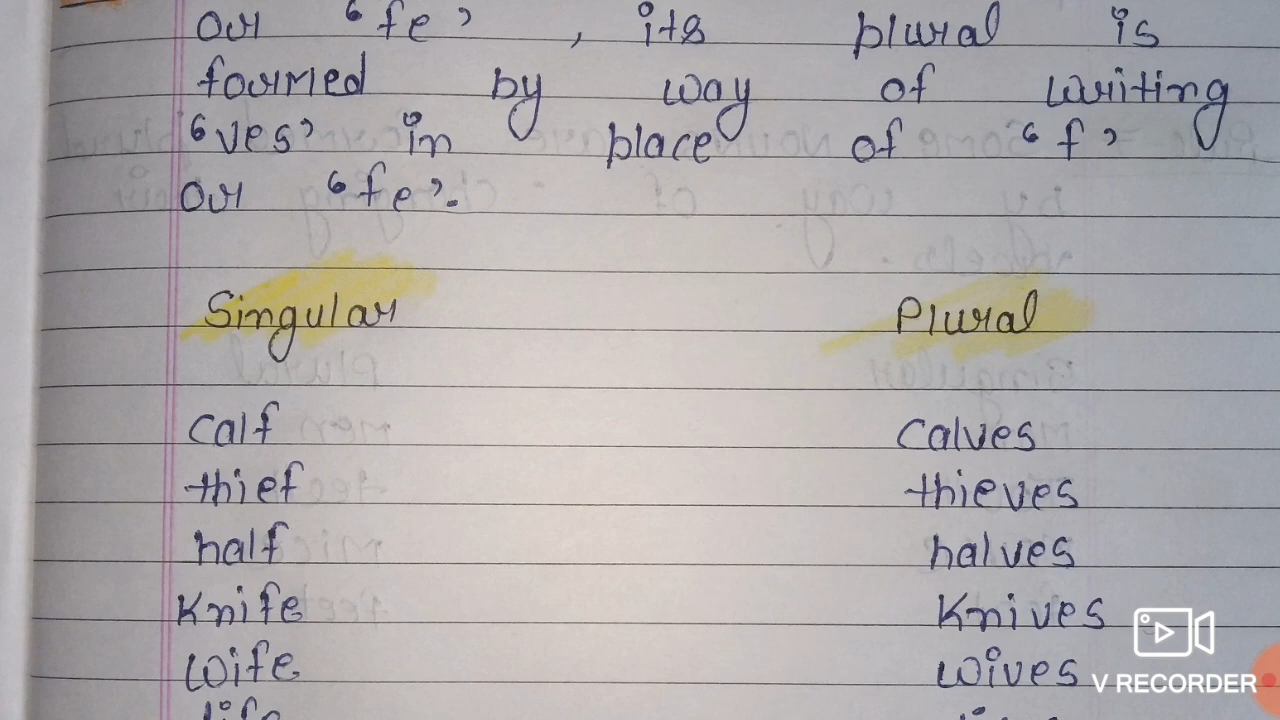 or 'fe', its plural is
formed by way of writing
'ves' in place of 'f'
or 'fe'.
Singular Plural
calf calves
thief thieves
half halves
Knife Knives
wife wives
V RECORDER